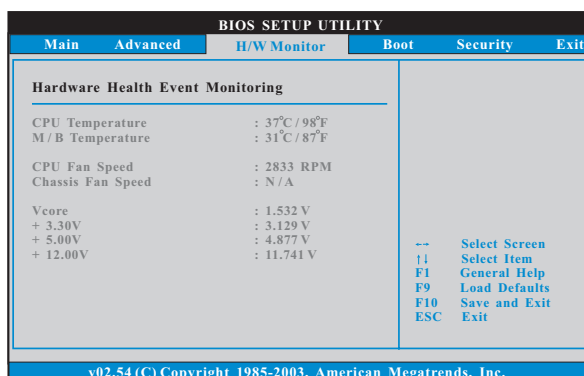 BIOS SETUP UTILITY
Main Advanced H/W Monitor Boot Security Exit
Hardware Health Event Monitoring
CPU Temperature : 37°C / 98°F
M / B Temperature : 31°C / 87°F
CPU Fan Speed : 2833 RPM
Chassis Fan Speed : N / A
Vcore : 1.532 V
+ 3.30V : 3.129 V
+ 5.00V : 4.877 V
+ 12.00V : 11.741 V
←→ Select Screen
↑↓ Select Item
F1 General Help
F9 Load Defaults
F10 Save and Exit
ESC Exit
v02.54 (C) Copyright 1985-2003, American Megatrends, Inc.